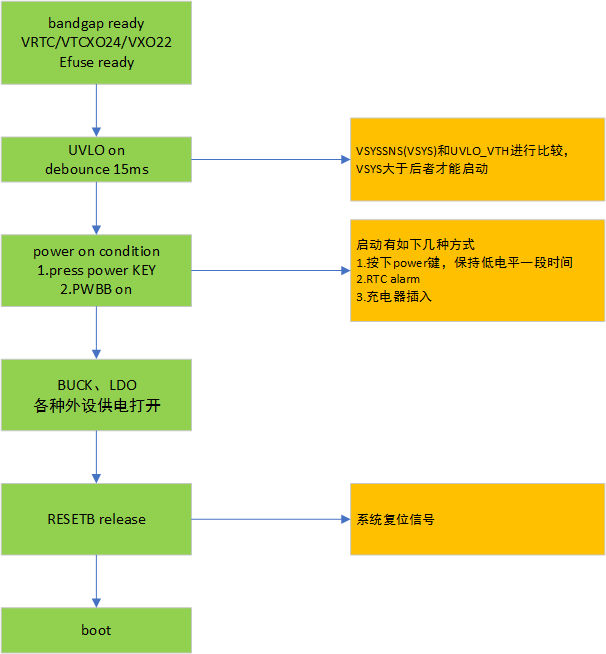 bandgap ready
VRTC/VTCXO24/VXO22
Efuse ready
UVLO on
debounce 15ms
VSYSSNS(VSYS)和UVLO_VTH进行比较，
VSYS大于后者才能启动
power on condition
1.press power KEY
2.PWBB on
启动有如下几种方式
1.按下power键，保持低电平一段时间
2.RTC alarm
3.充电器插入
BUCK、LDO
各种外设供电打开
RESETB release
系统复位信号
boot